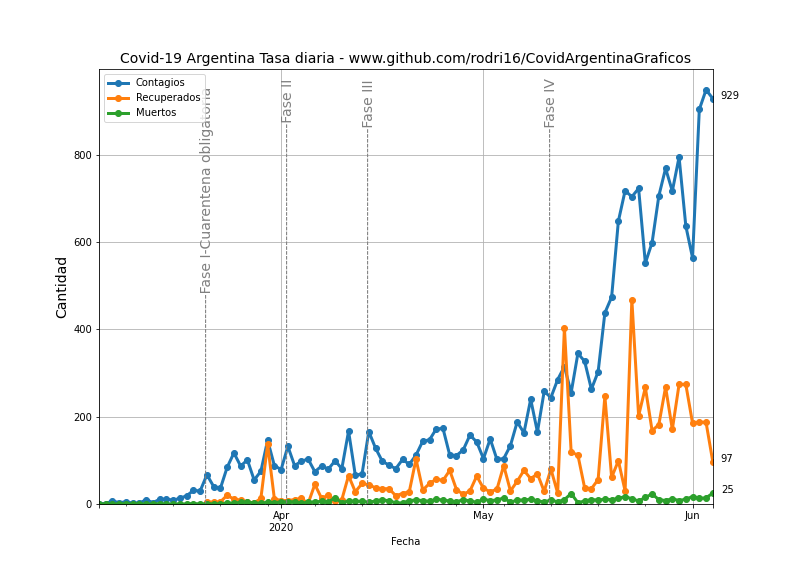 Covid-19 Argentina Tasa diaria - www.github.com/rodri16/CovidArgentinaGraficos
Contagios
Recuperados
Muertos
Fase I-Cuarentena obligatoria
Fase II
Fase III
Fase IV
929
97
25
Cantidad
800
600
400
200
0
Apr
2020
May
Jun
Fecha